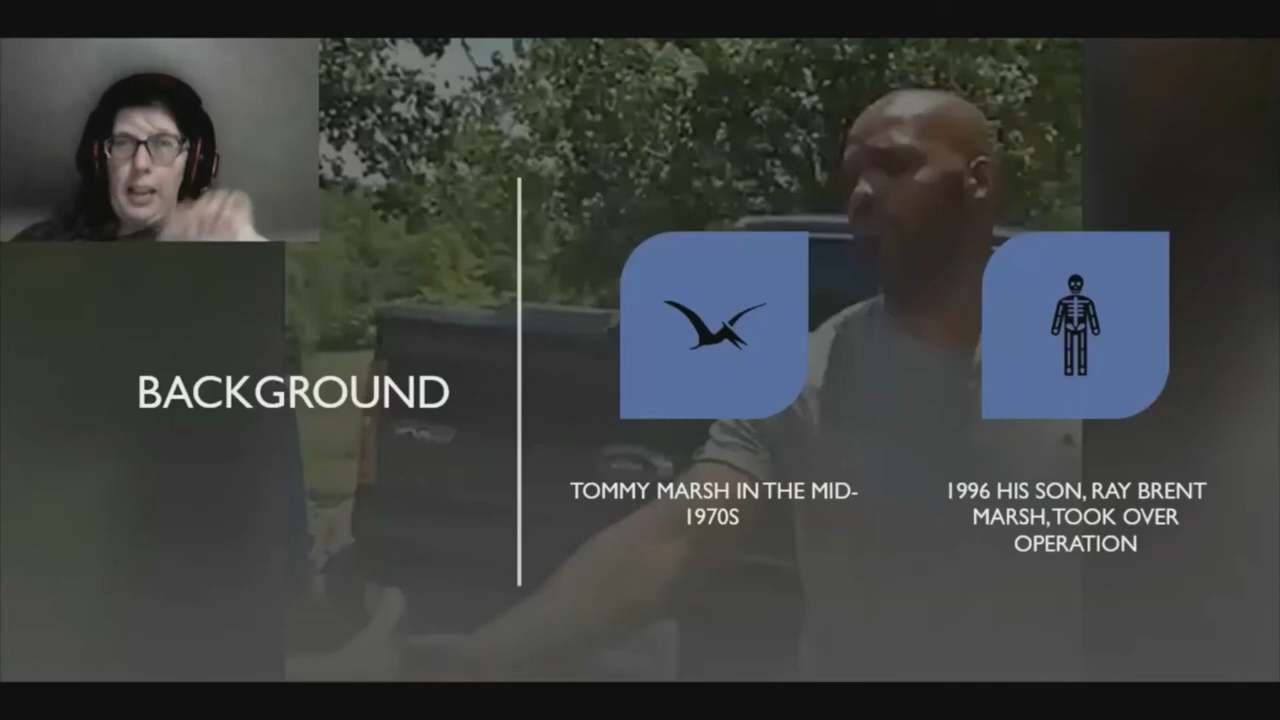 BACKGROUND
TOMMY MARSH IN THE MID-
1970S
1996 HIS SON, RAY BRENT
MARSH, TOOK OVER
OPERATION